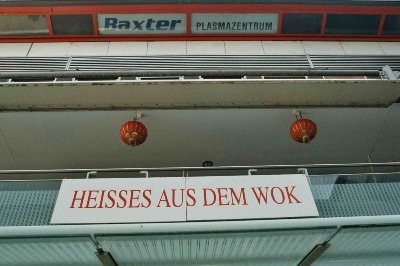 Baxter PLASMAZENTRUM
HEISSES AUS DEM WOK